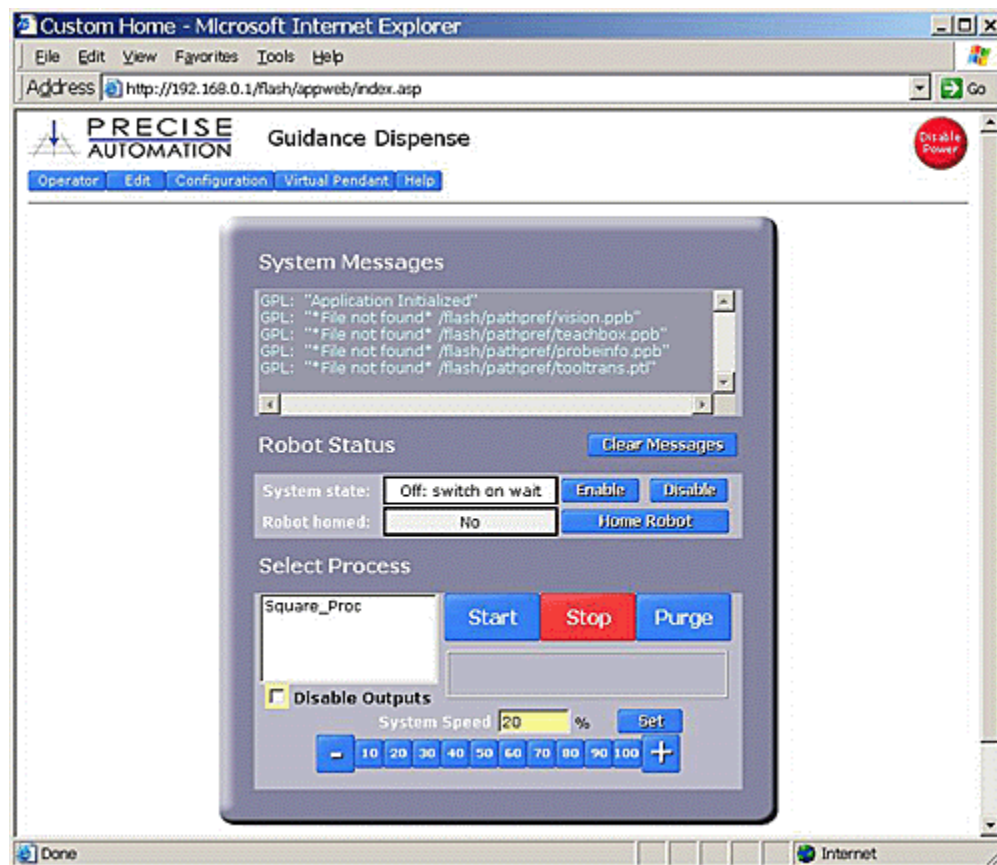 Custom Home - Microsoft Internet Explorer
File Edit View Favorites Tools Help
Address http://192.168.0.1/flash/appweb/index.asp Go
PRECISE AUTOMATION Guidance Dispense Disable Power
Operator Edit Configuration Virtual Pendant Help
System Messages
GPL: "Application Initialized"
GPL: "*File not found* /flash/pathpref/vision.ppb"
GPL: "*File not found* /flash/pathpref/teachbox.ppb"
GPL: "*File not found* /flash/pathpref/probeinfo.ppb"
GPL: "*File not found* /flash/pathpref/tooltrans.ptl"
Robot Status Clear Messages
System state: Off: switch on wait Enable Disable
Robot homed: No Home Robot
Select Process
Square_Proc Start Stop Purge
Disable Outputs
System Speed 20 % Set
- 10 20 30 40 50 60 70 80 90 100 +
Done Internet